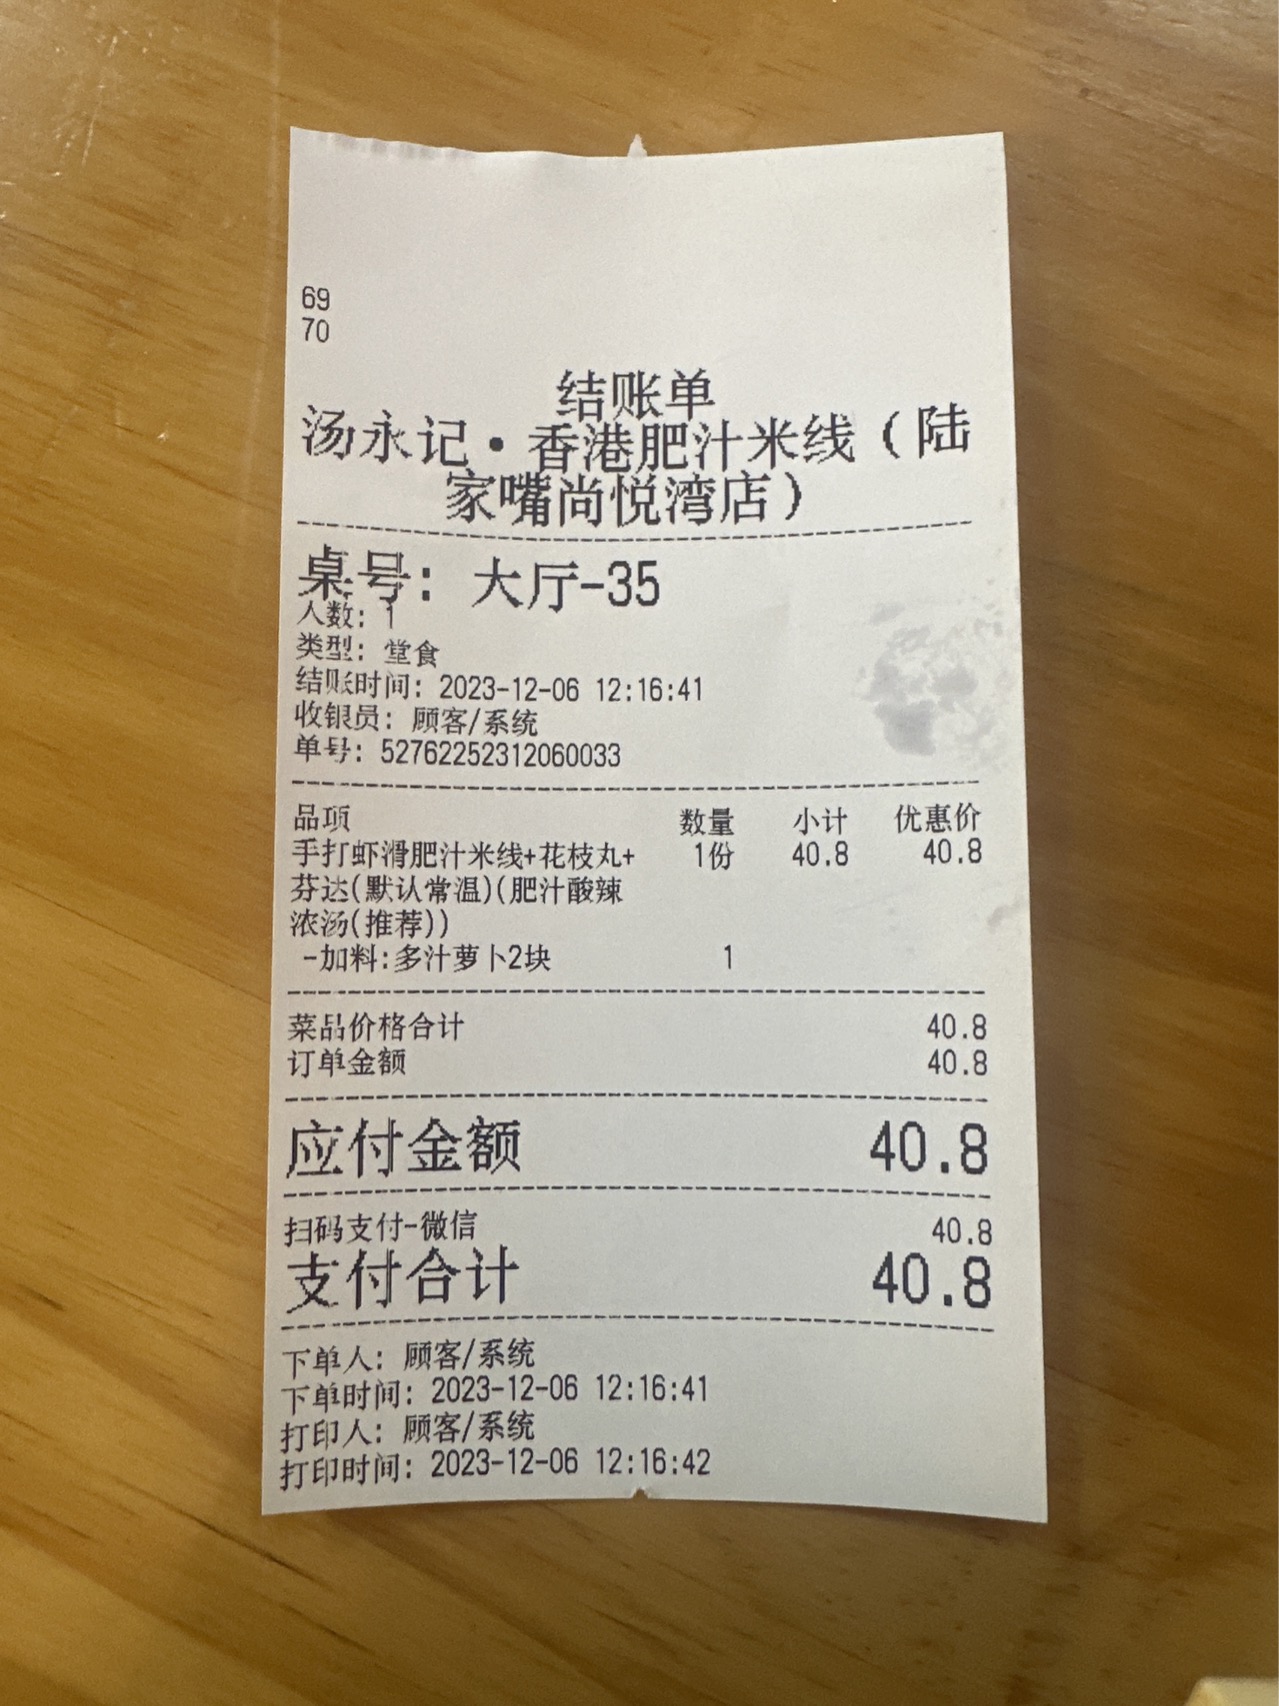 69
70
结账单
汤永记·香港肥汁米线(陆
家嘴尚悦湾店)
桌号: 大厅-35
人数: 1
类型: 堂食
结账时间: 2023-12-06 12:16:41
收银员: 顾客/系统
单号: 52762252312060033
品项 数量 小计 优惠价
手打虾滑肥汁米线+花枝丸+ 1份 40.8 40.8
芬达(默认常温)(肥汁酸辣
浓汤(推荐))
-加料:多汁萝卜2块 1
菜品价格合计 40.8
订单金额 40.8
应付金额 40.8
扫码支付-微信 40.8
支付合计 40.8
下单人: 顾客/系统
下单时间: 2023-12-06 12:16:41
打印人: 顾客/系统
打印时间: 2023-12-06 12:16:42